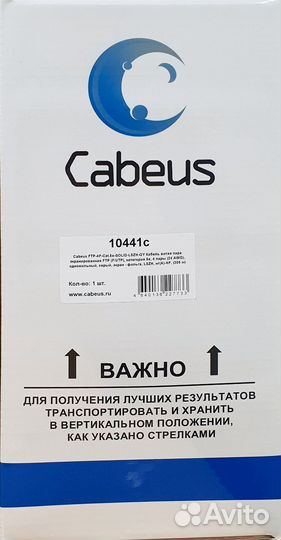 Cabeus
10441c
Cabeus FTP-4P-Cat.5e-SOLID-LSZH-GY Кабель витая пара
экранированная FTP (F/UTP), категория 5e, 4 пары (24 AWG),
одножильный, серый, экран - фольга, LSZH, нг(А)-HF, (305 м)
Кол-во: 1 шт.
www.cabeus.ru
ВАЖНО
ДЛЯ ПОЛУЧЕНИЯ ЛУЧШИХ РЕЗУЛЬТАТОВ
ТРАНСПОРТИРОВАТЬ И ХРАНИТЬ
В ВЕРТИКАЛЬНОМ ПОЛОЖЕНИИ,
КАК УКАЗАНО СТРЕЛКАМИ
Avito